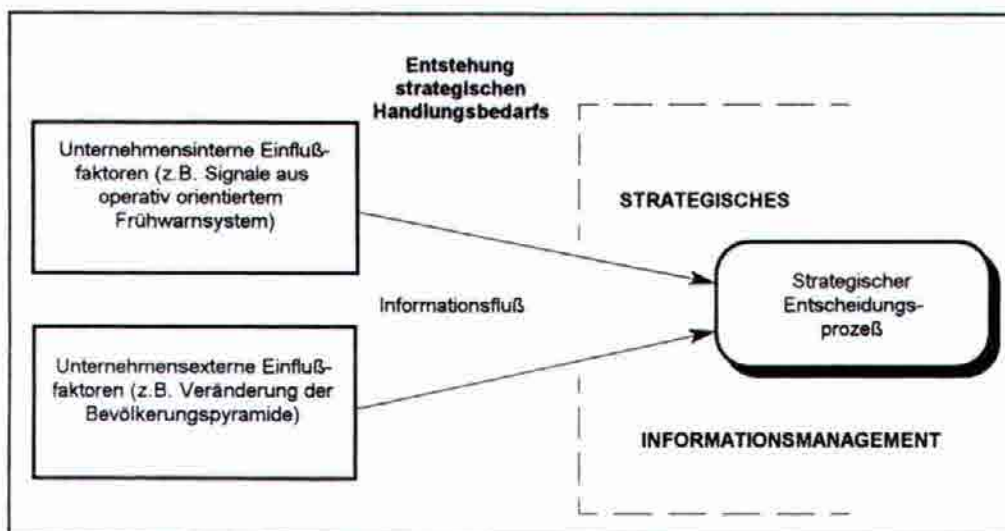 Entstehung
strategischen
Handlungsbedarfs
Unternehmensinterne Einfluß-
faktoren (z.B. Signale aus
operativ orientiertem
Frühwarnsystem)
STRATEGISCHES
Informationsfluß
Strategischer
Entscheidungs-
prozeß
Unternehmensexterne Einfluß-
faktoren (z.B. Veränderung der
Bevölkerungspyramide)
INFORMATIONSMANAGEMENT